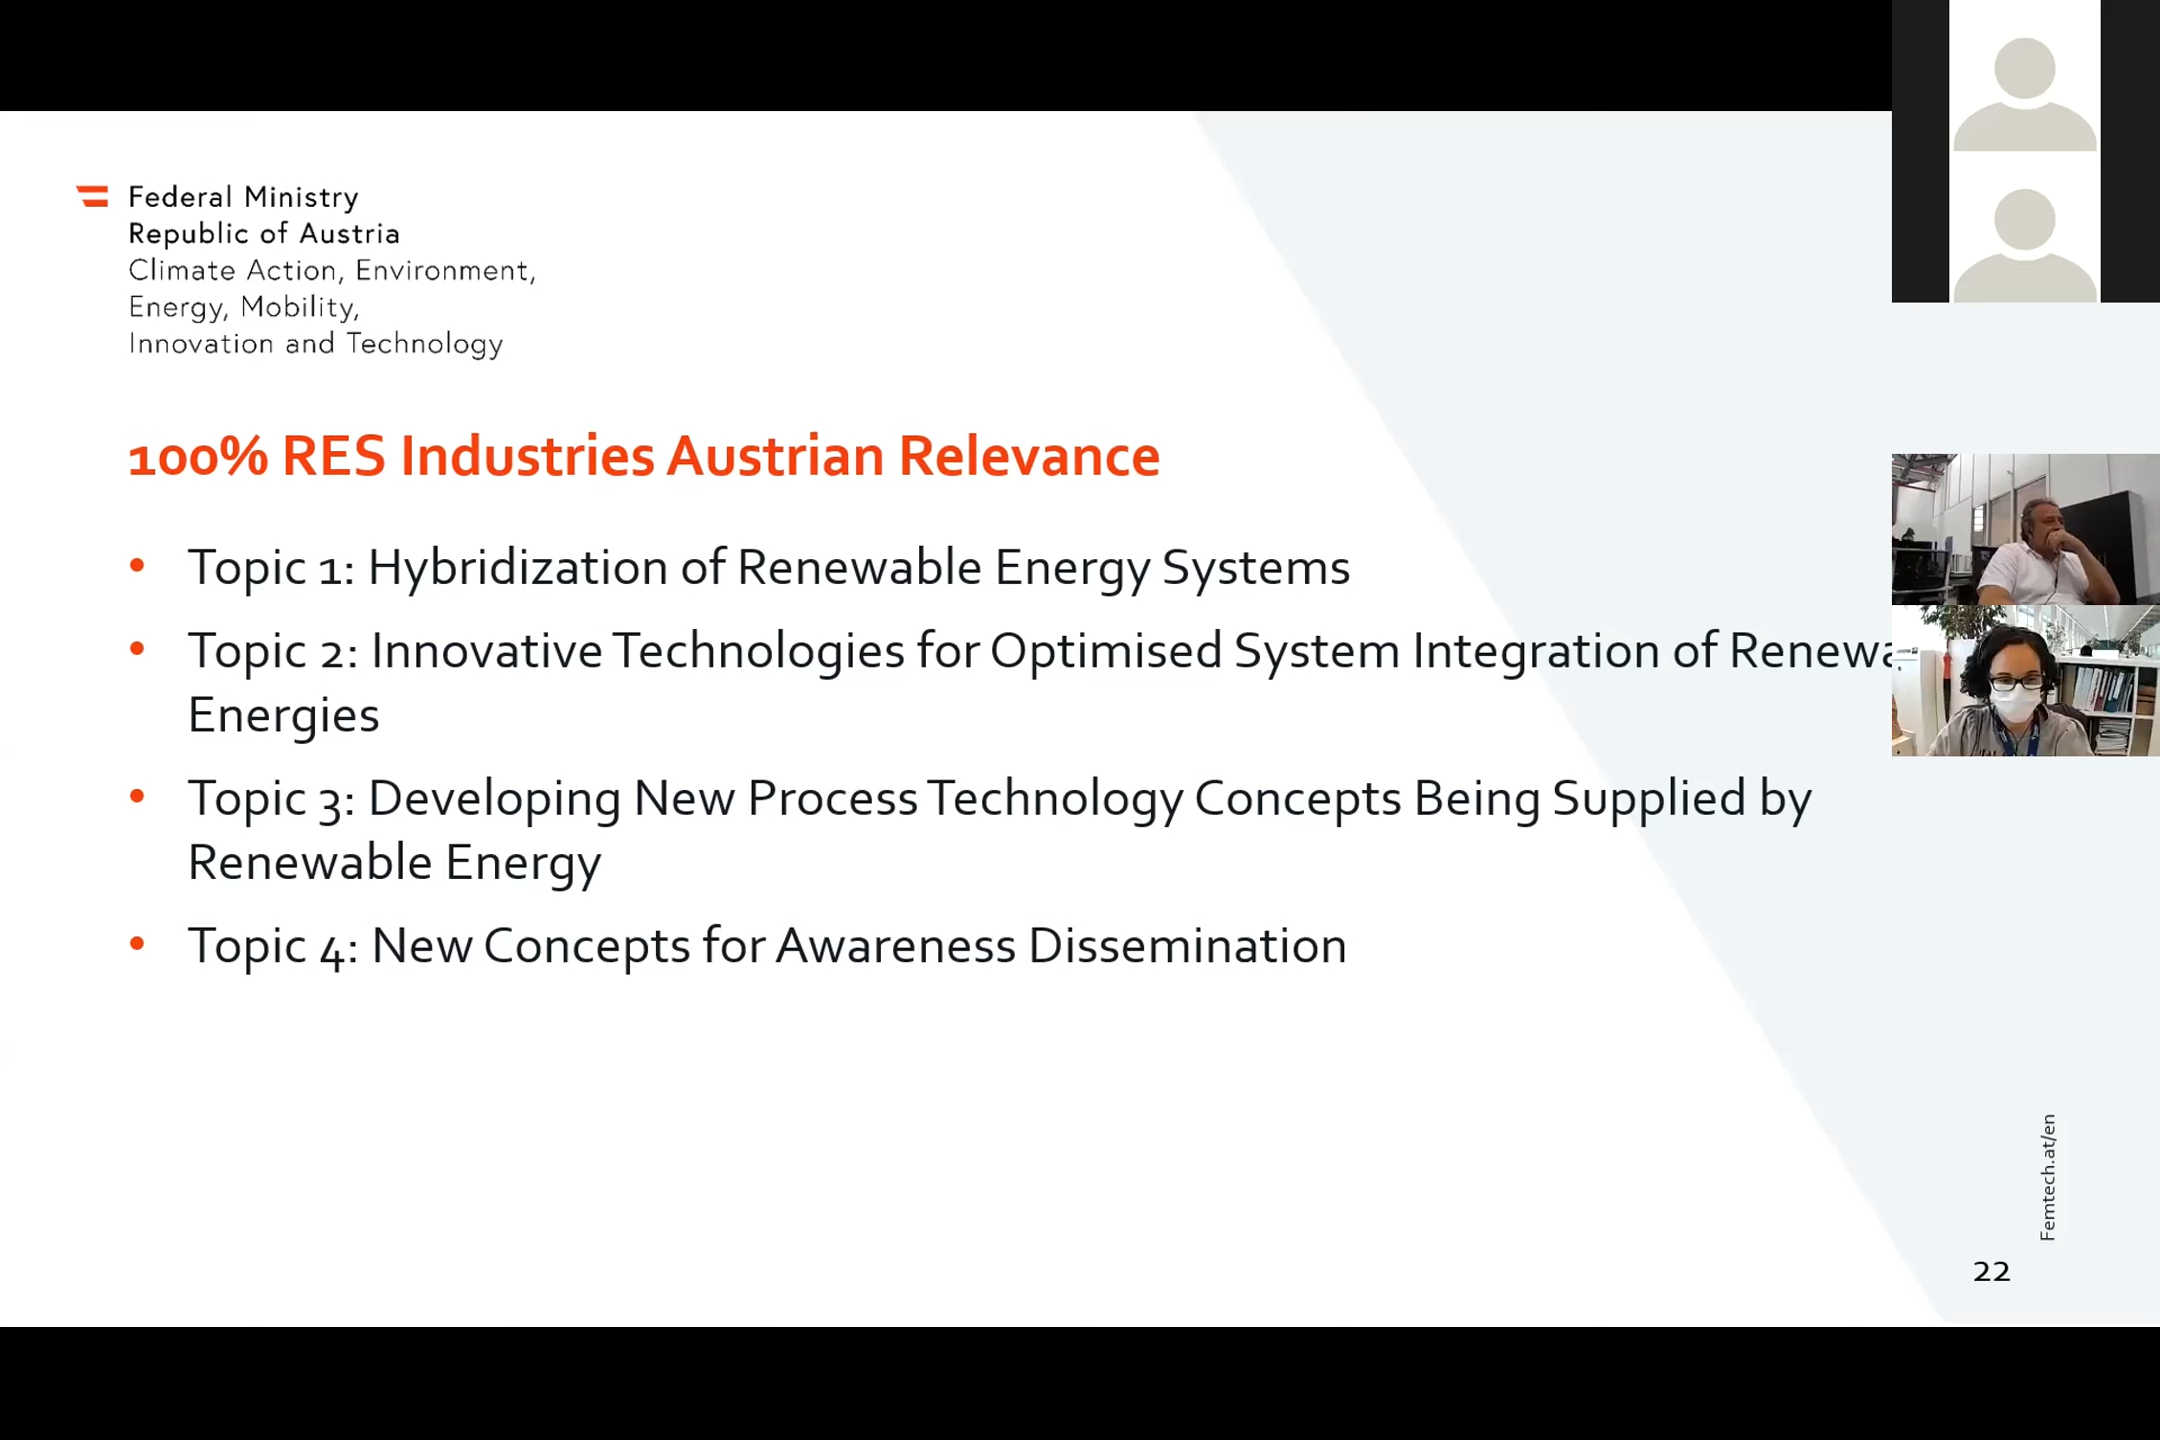 Federal Ministry
Republic of Austria
Climate Action, Environment,
Energy, Mobility,
Innovation and Technology
100% RES Industries Austrian Relevance
• Topic 1: Hybridization of Renewable Energy Systems
• Topic 2: Innovative Technologies for Optimised System Integration of
Energies
• Topic 3: Developing New Process Technology Concepts Being Supplied by
Renewable Energy
• Topic 4: New Concepts for Awareness Dissemination
Femtech.at/en
22